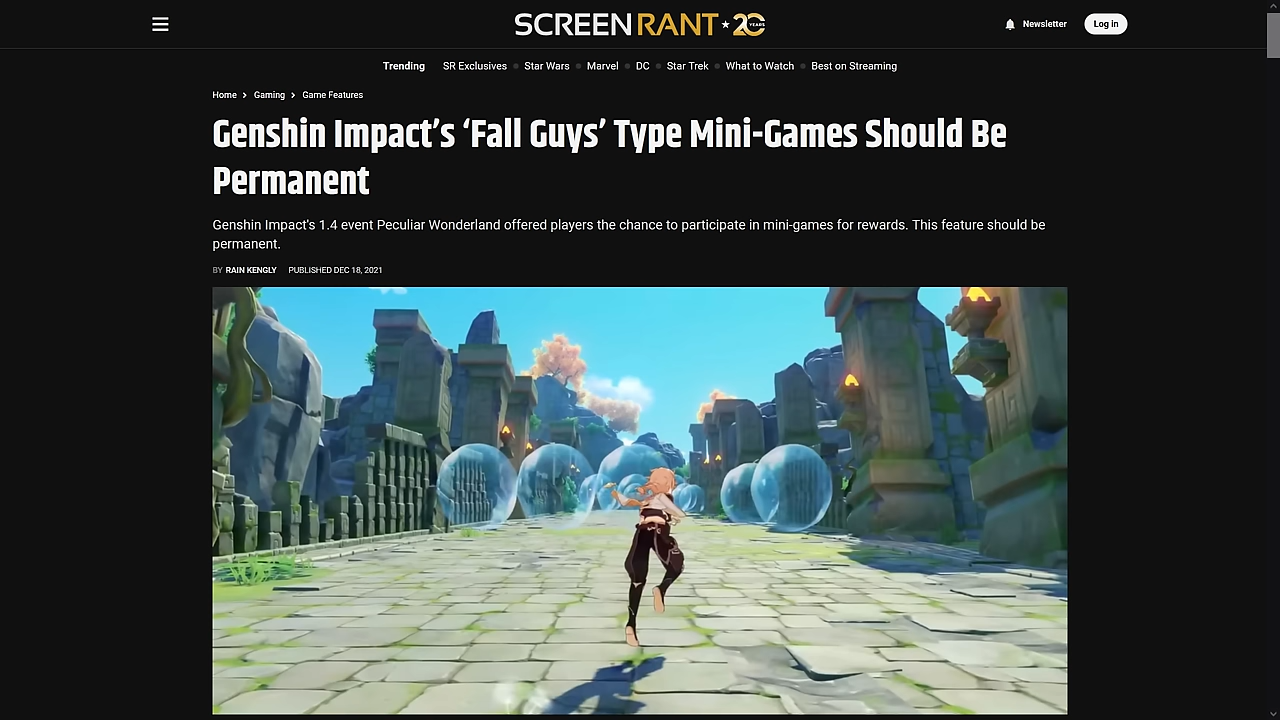 SCREENRANT ★ 20 YEARS
Newsletter
Log in
Trending SR Exclusives Star Wars Marvel DC Star Trek What to Watch Best on Streaming
Home > Gaming > Game Features
Genshin Impact’s ‘Fall Guys’ Type Mini-Games Should Be
Permanent
Genshin Impact's 1.4 event Peculiar Wonderland offered players the chance to participate in mini-games for rewards. This feature should be
permanent.
BY RAIN KENGLY PUBLISHED DEC 18, 2021